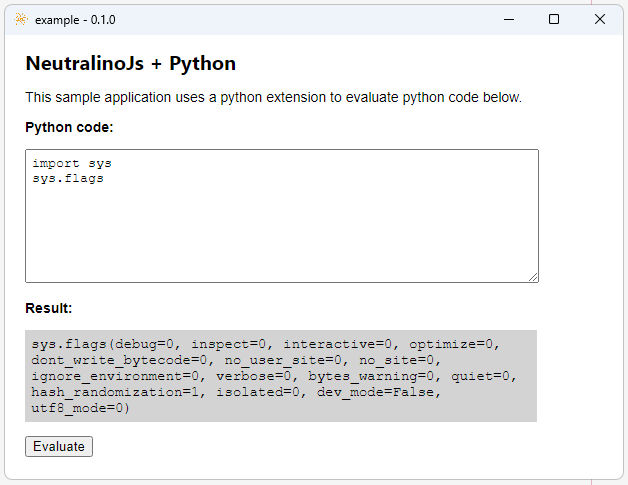 example - 0.1.0
NeutralinoJs + Python
This sample application uses a python extension to evaluate python code below.
Python code:
import sys
sys.flags
Result:
sys.flags(debug=0, inspect=0, interactive=0, optimize=0,
dont_write_bytecode=0, no_user_site=0, no_site=0,
ignore_environment=0, verbose=0, bytes_warning=0, quiet=0,
hash_randomization=1, isolated=0, dev_mode=False,
utf8_mode=0)
Evaluate